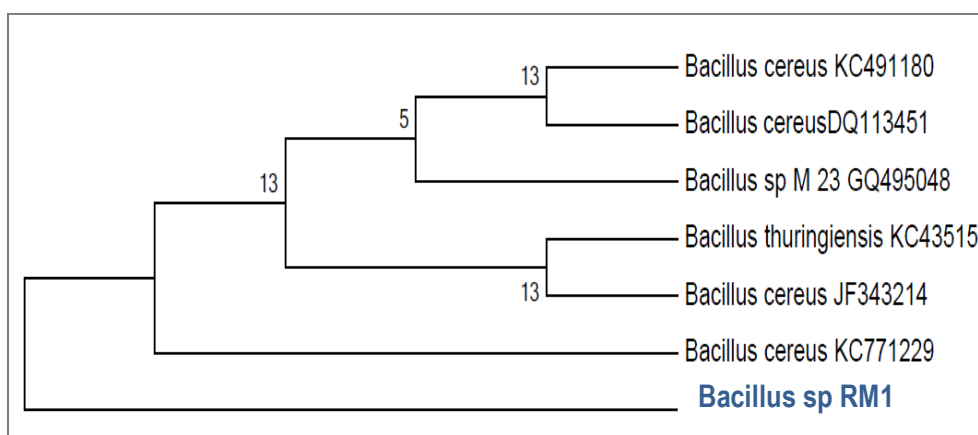 13
Bacillus cereus KC491180
5
Bacillus cereusDQ113451
13
Bacillus sp M 23 GQ495048
Bacillus thuringiensis KC43515
13
Bacillus cereus JF343214
Bacillus cereus KC771229
Bacillus sp RM1